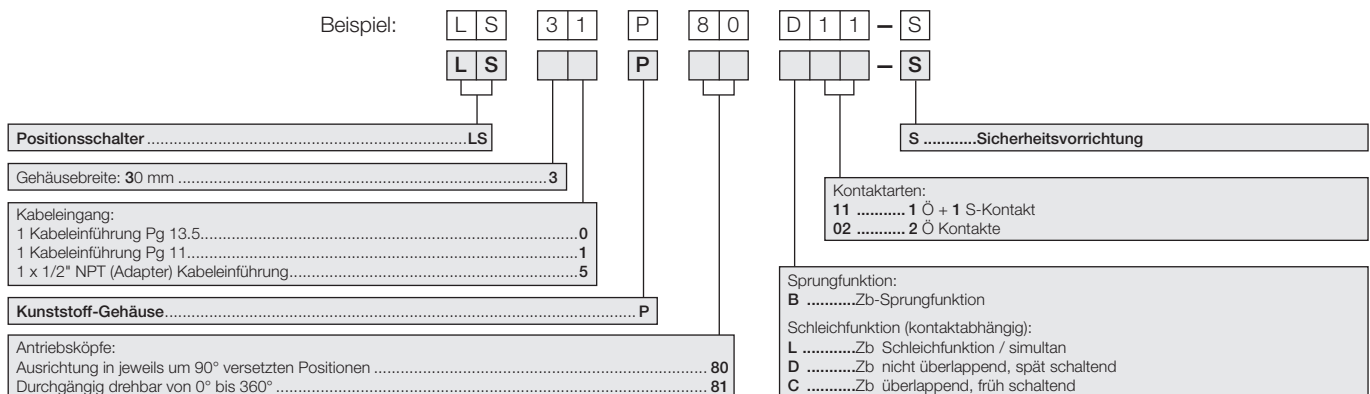 Beispiel: L S 3 1 P 8 0 D 1 1 – S
L S P – S
Positionsschalter ........ LS
S ............Sicherheitsvorrichtung
Gehäusebreite: 30 mm ........ 3
Kabeleingang:
1 Kabeleinführung Pg 13.5........ 0
1 Kabeleinführung Pg 11........ 1
1 x 1/2" NPT (Adapter) Kabeleinführung........ 5
Kontaktarten:
11 ........... 1 Ö + 1 S-Kontakt
02 ........... 2 Ö Kontakte
Kunststoff-Gehäuse........ P
Antriebsköpfe:
Ausrichtung in jeweils um 90° versetzten Positionen ........ 80
Durchgängig drehbar von 0° bis 360° ........ 81
Sprungfunktion:
B ...........Zb-Sprungfunktion
Schleichfunktion (kontaktabhängig):
L ............Zb Schleichfunktion / simultan
D ...........Zb nicht überlappend, spät schaltend
C ...........Zb überlappend, früh schaltend